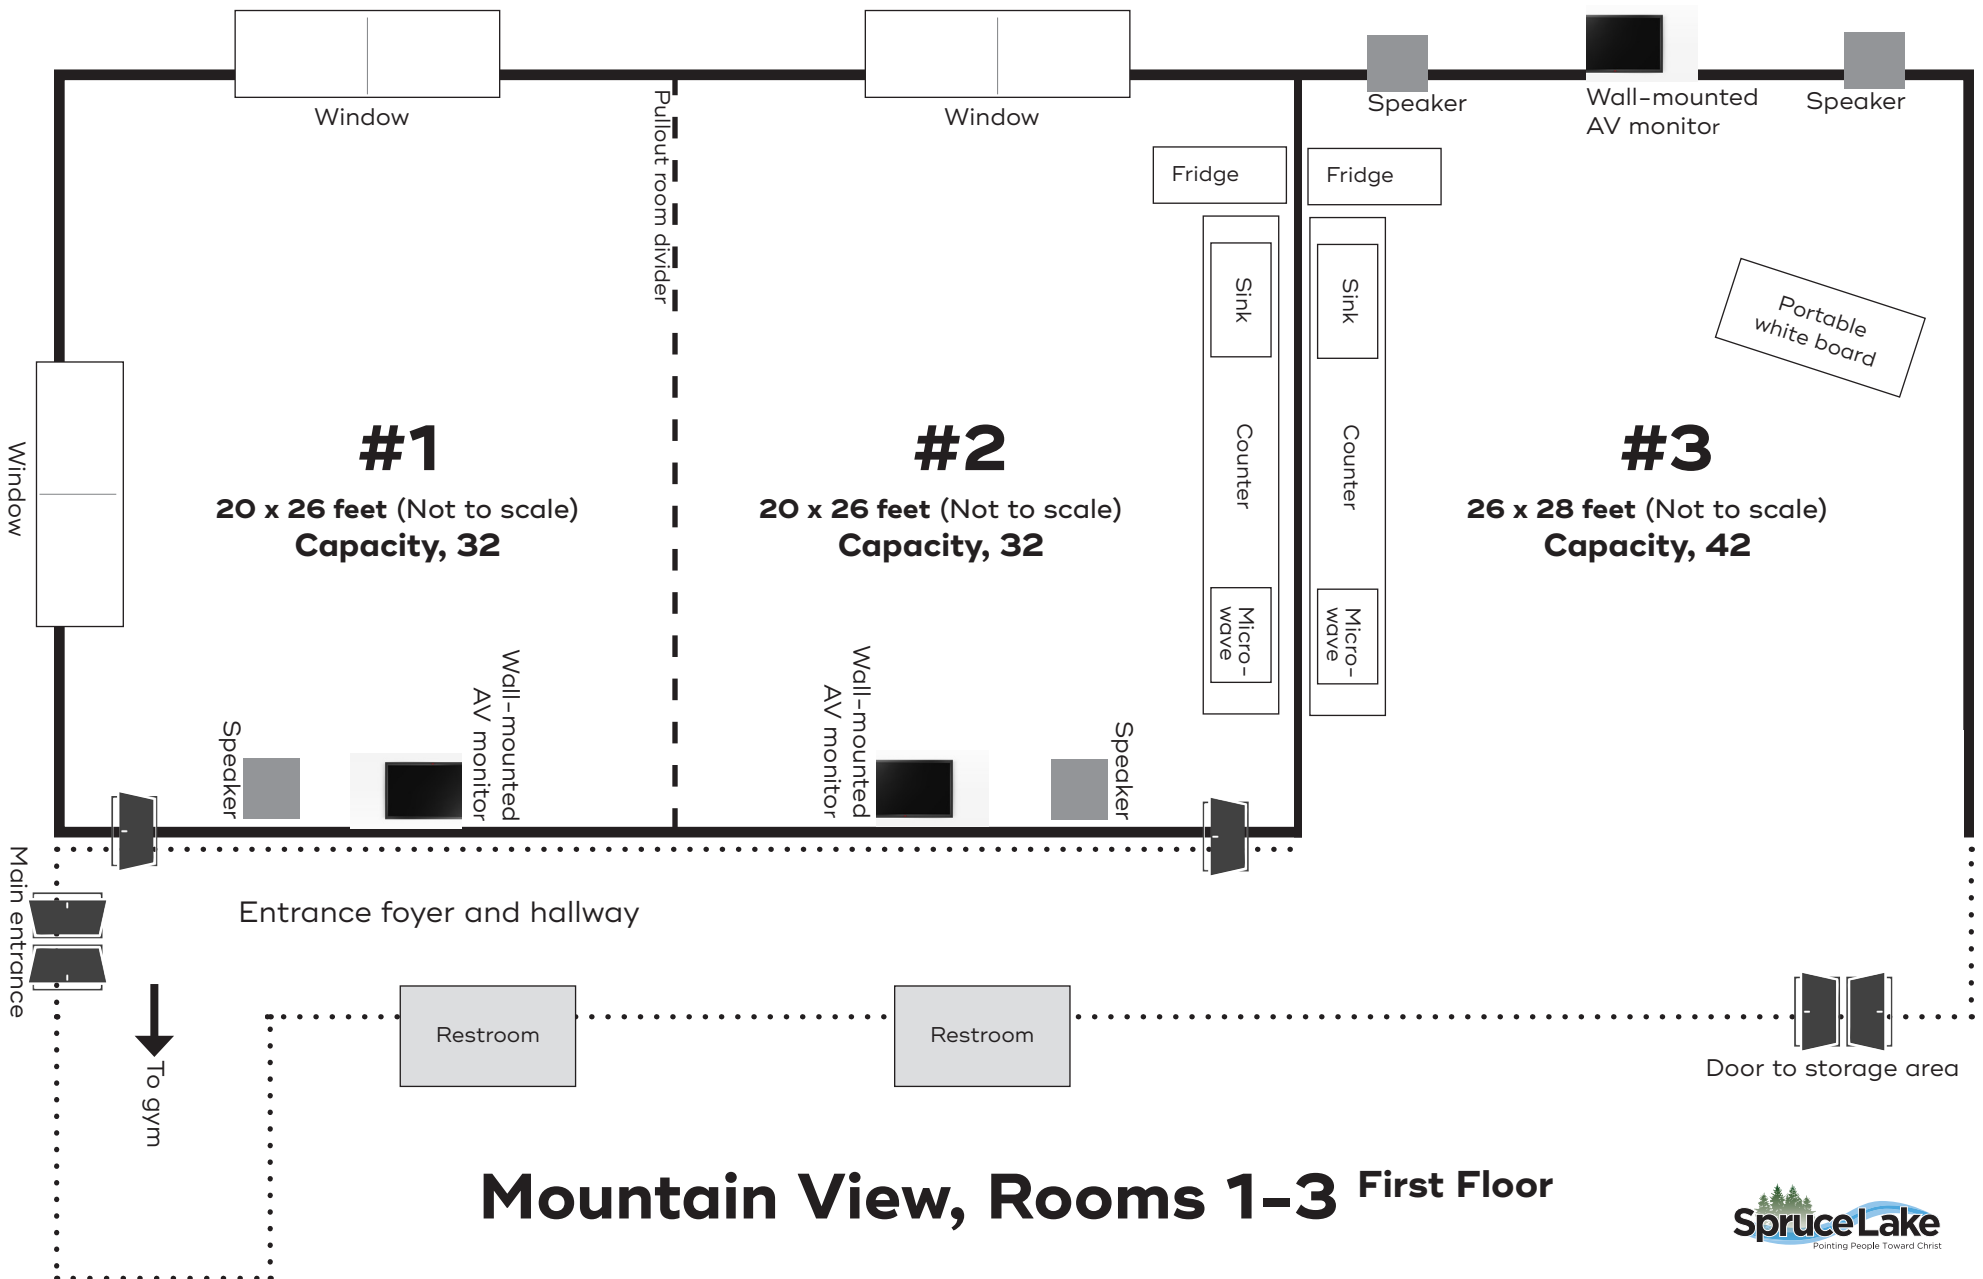 Window
Window
Speaker
Wall-mounted
AV monitor
Speaker
Pullout room divider
Fridge
Fridge
Sink
Sink
Portable
white board
Window
#1
20 x 26 feet (Not to scale)
Capacity, 32
#2
20 x 26 feet (Not to scale)
Capacity, 32
Counter
Counter
#3
26 x 28 feet (Not to scale)
Capacity, 42
Micro-
wave
Micro-
wave
Speaker
Wall-mounted
AV monitor
Wall-mounted
AV monitor
Speaker
Main entrance
Entrance foyer and hallway
To gym
Restroom
Restroom
Door to storage area
Mountain View, Rooms 1-3 First Floor
Spruce Lake
Pointing People Toward Christ